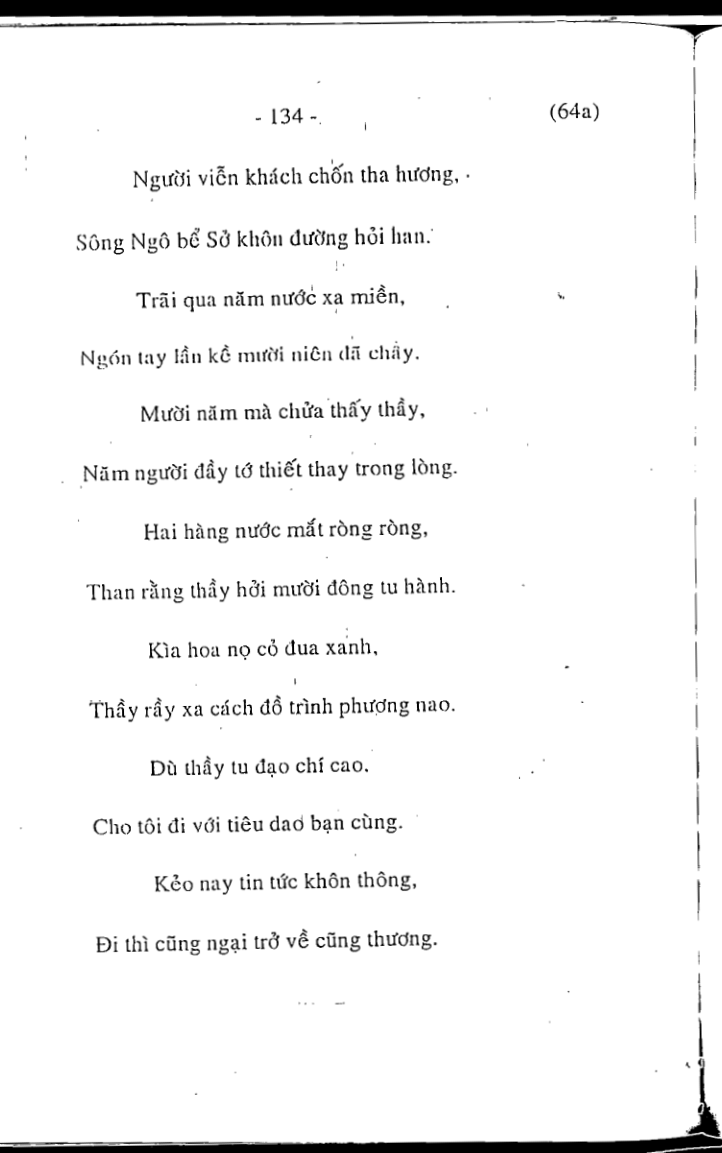 - 134 -
(64a)
Người viễn khách chốn tha hương,
Sông Ngô bể Sở khôn đường hỏi han.
Trãi qua năm nước xa miền,
Ngón tay lần kề mười niên đã chầy.
Mười năm mà chửa thấy thầy,
Năm người đầy tớ thiết thay trong lòng.
Hai hàng nước mắt ròng ròng,
Than rằng thầy hởi mười đông tu hành.
Kìa hoa nọ cỏ đua xanh,
Thầy rầy xa cách đồ trình phượng nao.
Dù thầy tu đạo chí cao.
Cho tôi đi với tiêu dao bạn cùng.
Kẻo nay tin tức khôn thông,
Đi thì cũng ngại trở về cũng thương.